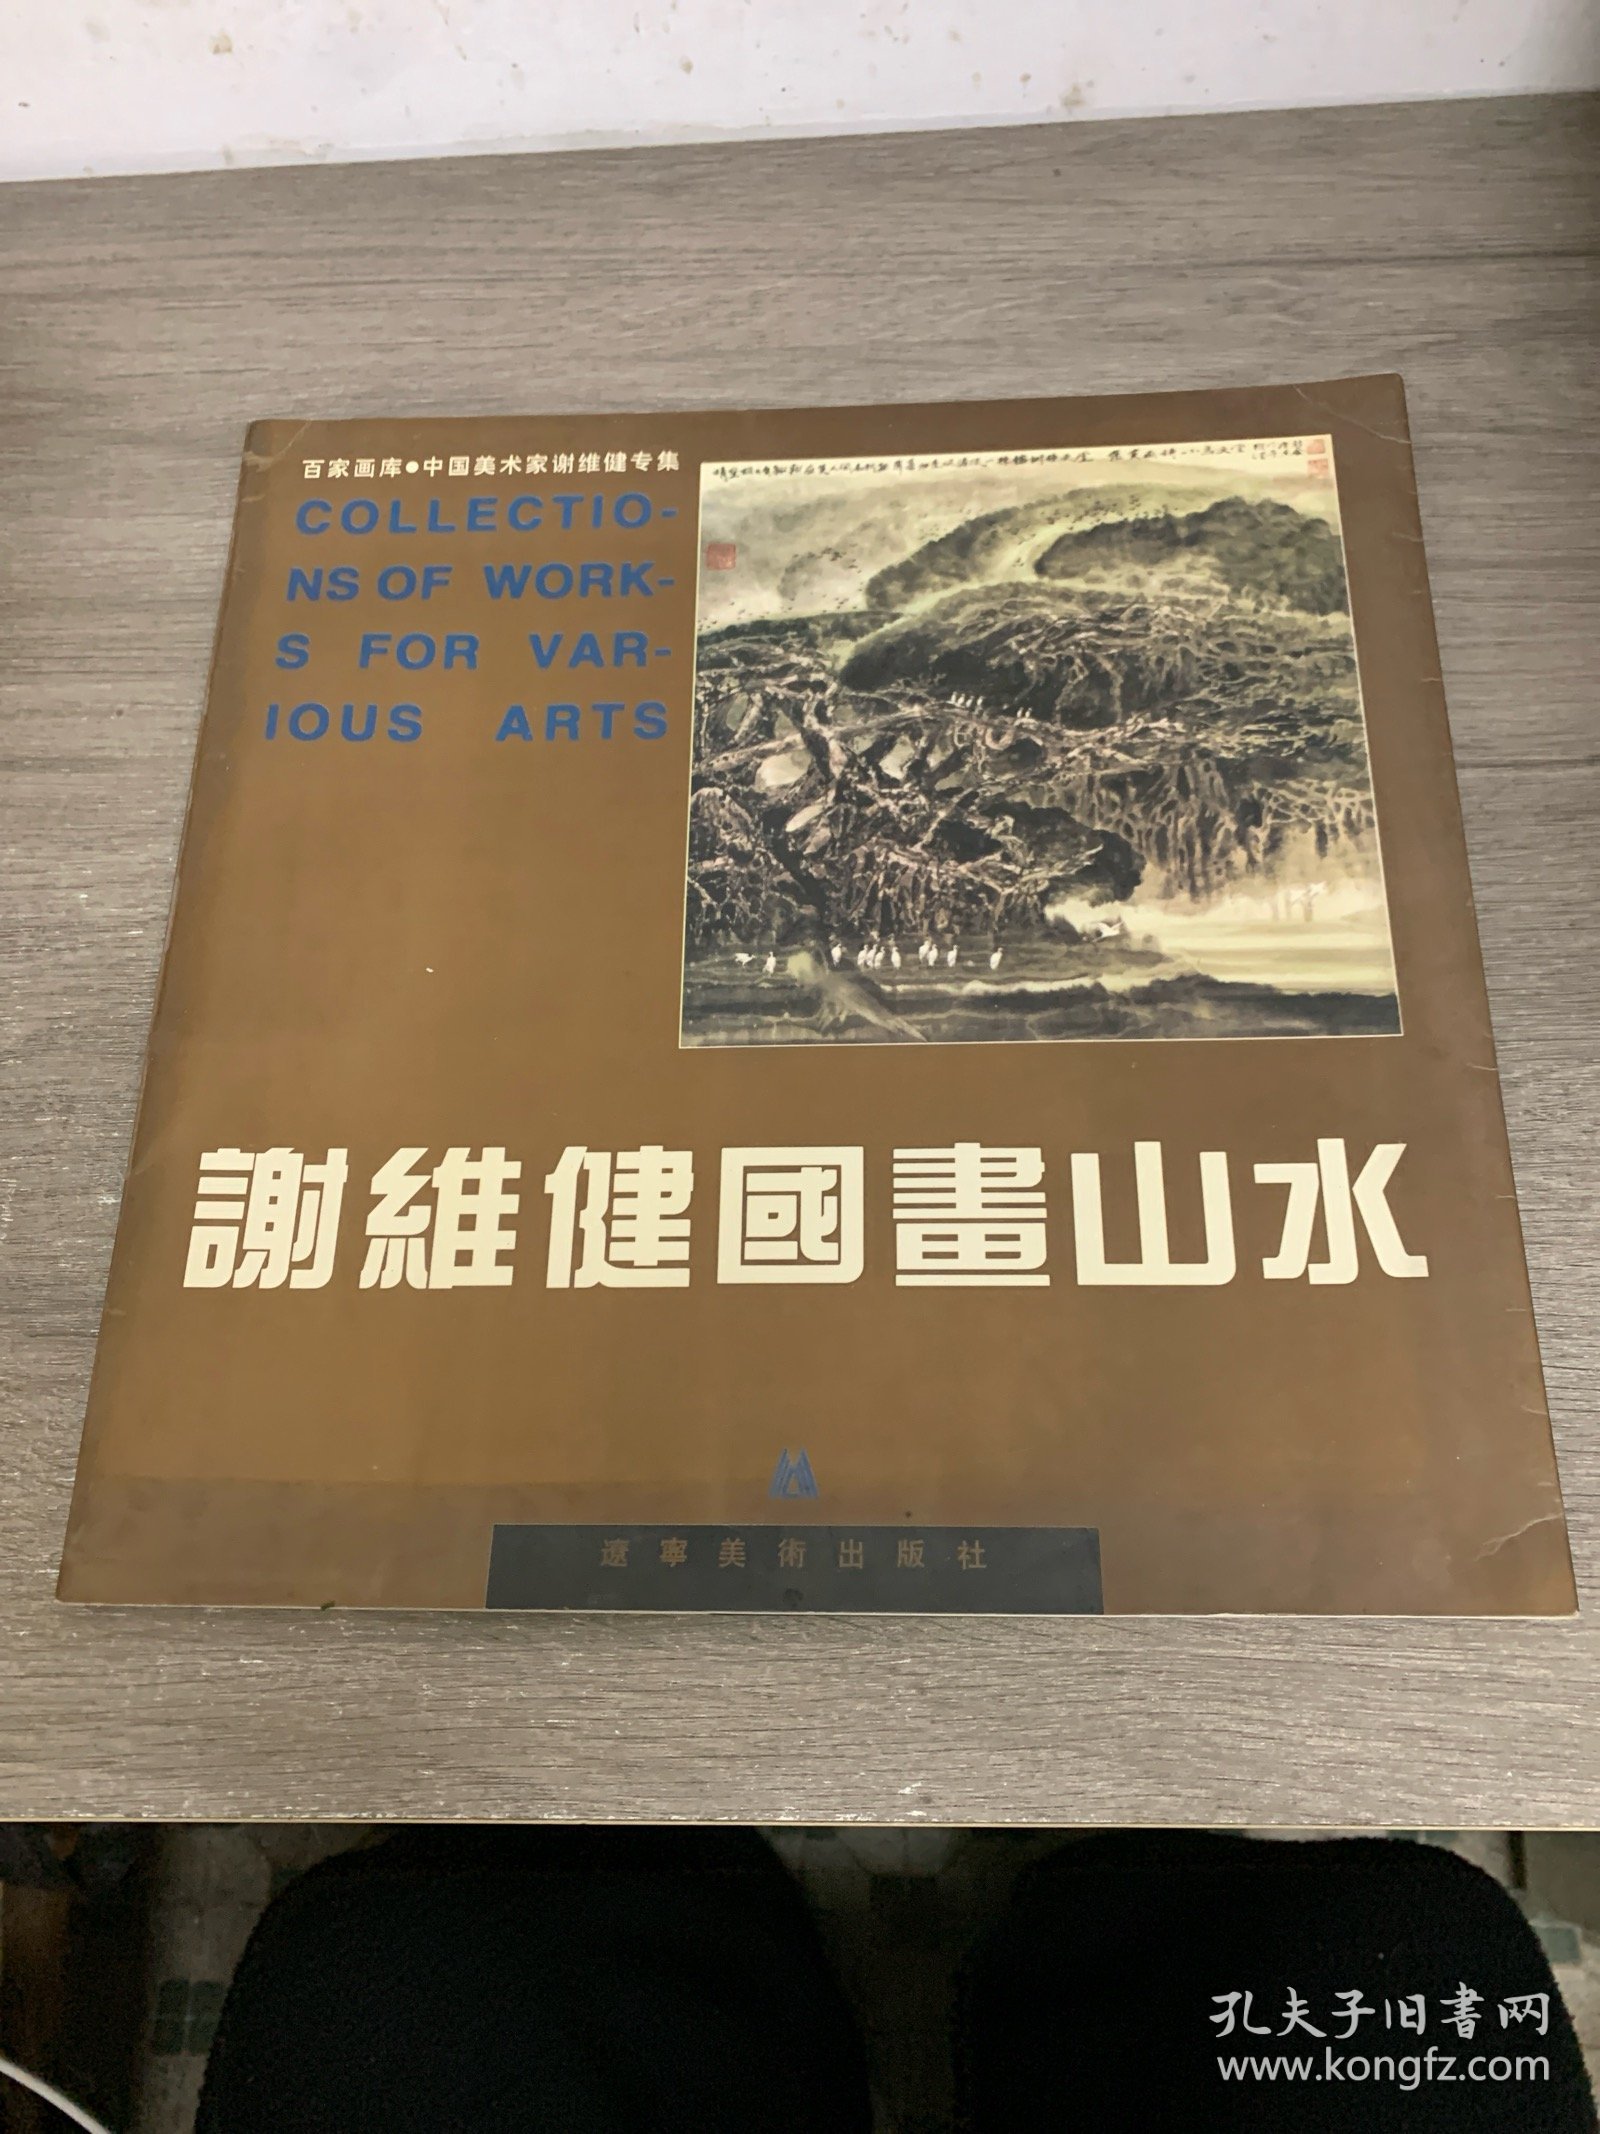 百家画库●中国美术家谢维健专集
COLLECTIO-
NS OF WORK-
S FOR VAR-
IOUS ARTS
謝維健國畫山水
遼寧美術出版社
孔夫子旧書网
www.kongfz.com